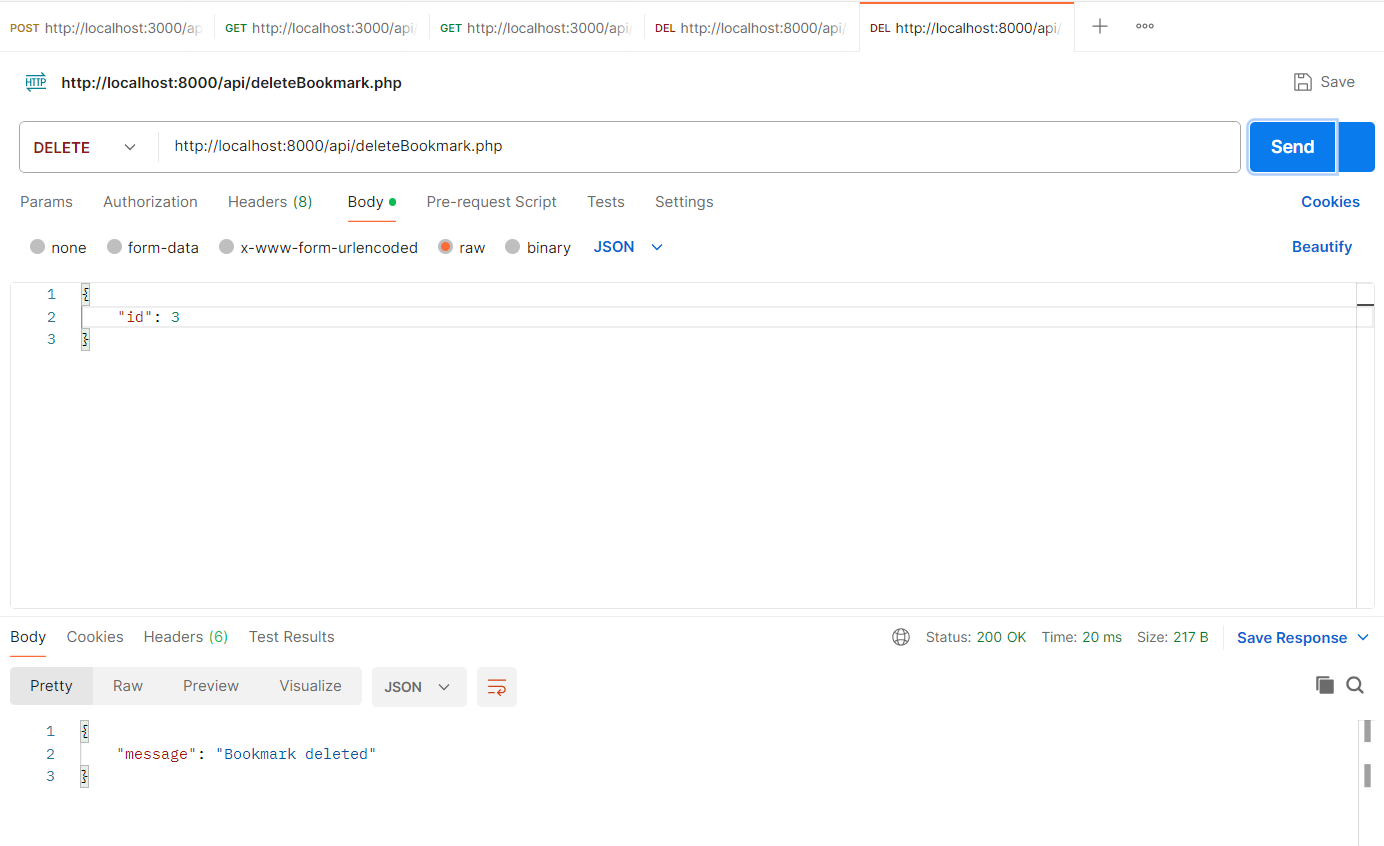 POST http://localhost:3000/ap GET http://localhost:3000/api/ GET http://localhost:3000/api/ DEL http://localhost:8000/api/ DEL http://localhost:8000/api/
HTTP http://localhost:8000/api/deleteBookmark.php Save
DELETE http://localhost:8000/api/deleteBookmark.php Send
Params Authorization Headers (8) Body Pre-request Script Tests Settings Cookies
none form-data x-www-form-urlencoded raw binary JSON Beautify
1 {
2 "id": 3
3 }
Body Cookies Headers (6) Test Results Status: 200 OK Time: 20 ms Size: 217 B Save Response
Pretty Raw Preview Visualize JSON
1 {
2 "message": "Bookmark deleted"
3 }